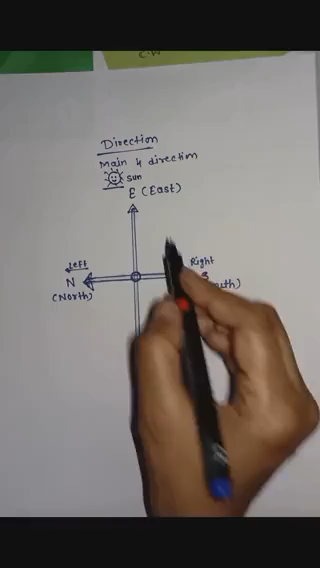 C.W
Direction
main 4 direction
sun
E (East)
Left
Right
N
S
(North)